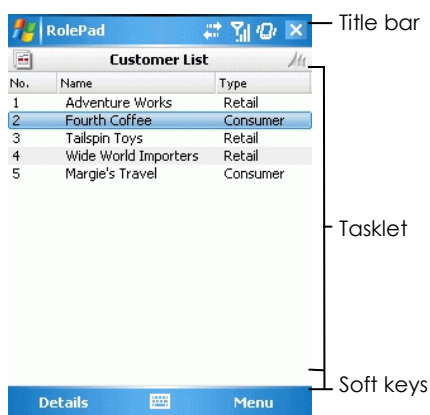 RolePad
Title bar
Customer List
No. Name Type
1 Adventure Works Retail
2 Fourth Coffee Consumer
3 Tailspin Toys Retail
4 Wide World Importers Retail
5 Margie's Travel Consumer
Tasklet
Soft keys
Details Menu